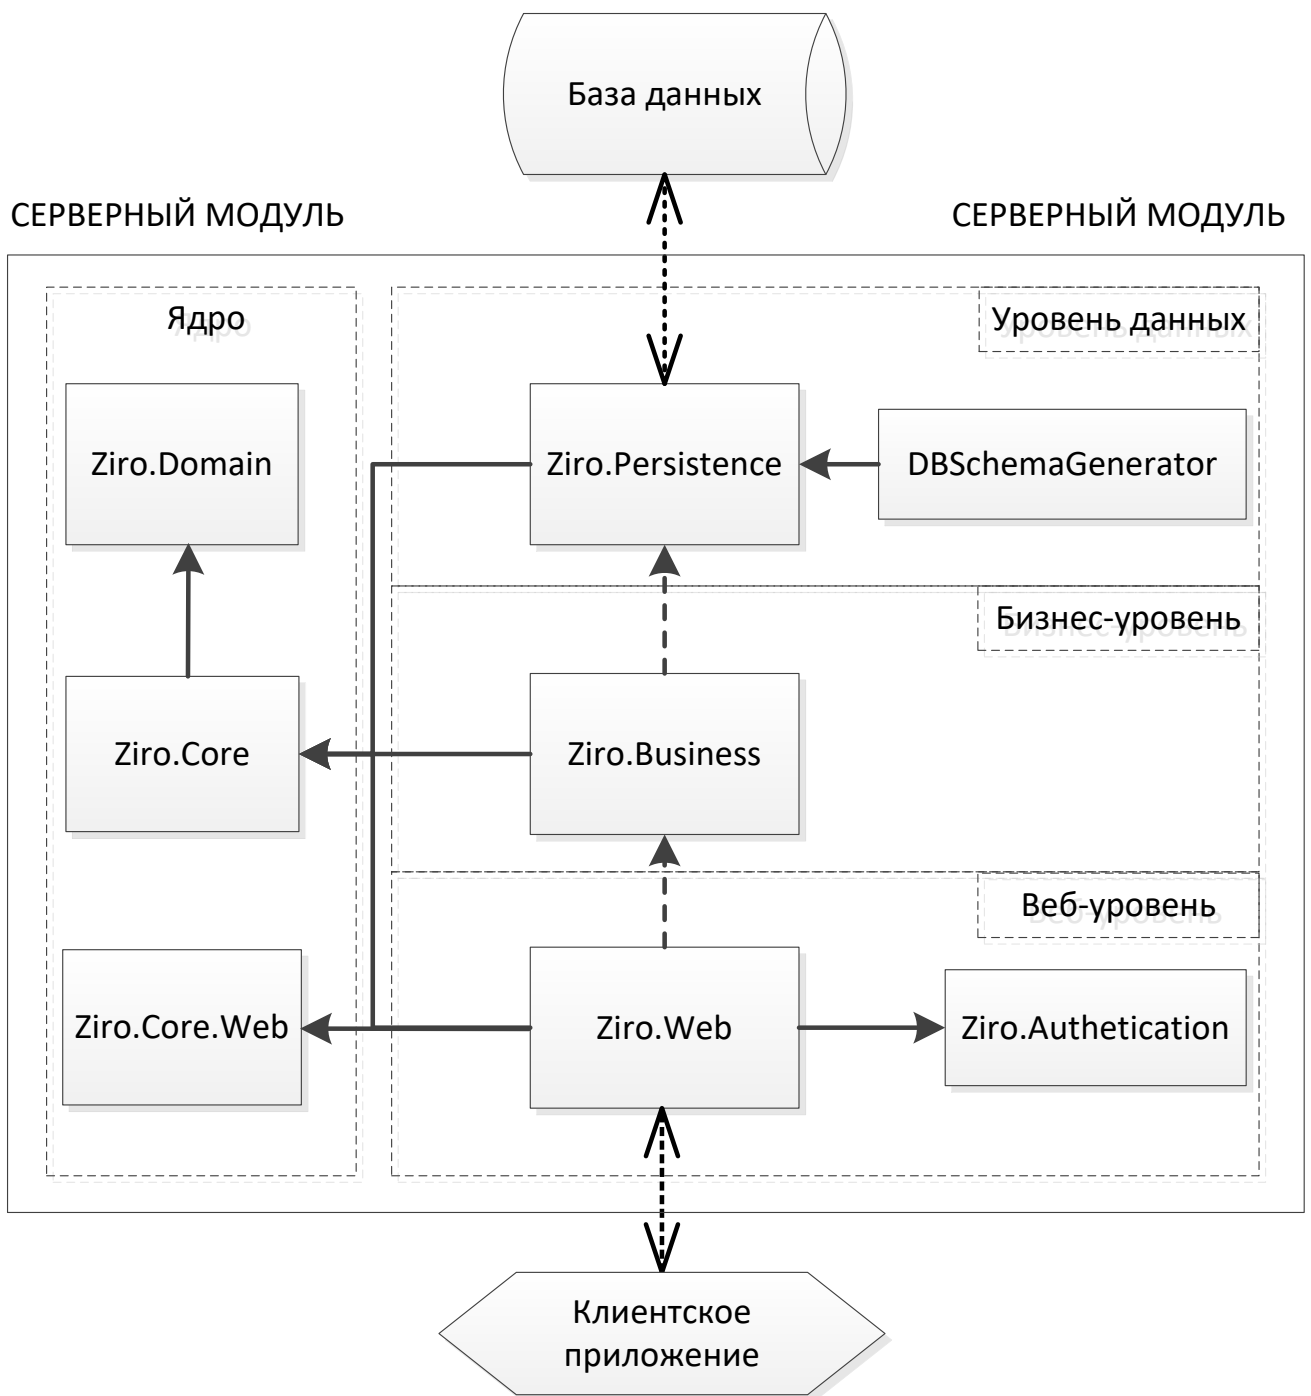 База данных
СЕРВЕРНЫЙ МОДУЛЬ
СЕРВЕРНЫЙ МОДУЛЬ
Ядро
Уровень данных
Ziro.Domain
Ziro.Persistence
DBSchemaGenerator
Бизнес-уровень
Ziro.Core
Ziro.Business
Веб-уровень
Ziro.Core.Web
Ziro.Web
Ziro.Authetication
Клиентское
приложение